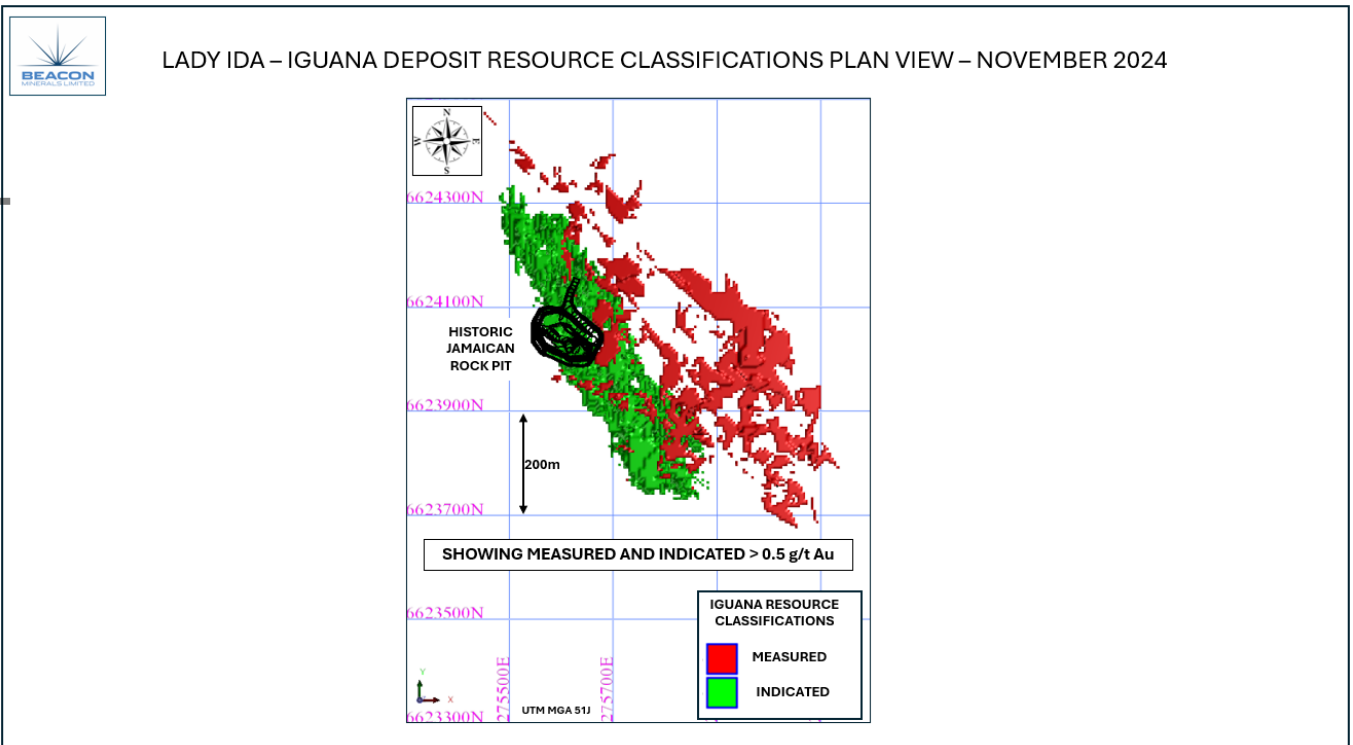 BEACON
MINERALS LIMITED
LADY IDA – IGUANA DEPOSIT RESOURCE CLASSIFICATIONS PLAN VIEW – NOVEMBER 2024
N
W
E
S
6624300N
6624100N
HISTORIC
JAMAICAN
ROCK PIT
6623900N
200m
6623700N
SHOWING MEASURED AND INDICATED > 0.5 g/t Au
6623500N
IGUANA RESOURCE
CLASSIFICATIONS
MEASURED
INDICATED
Y
X
275500E
275700E
UTM MGA 51J
6623300N